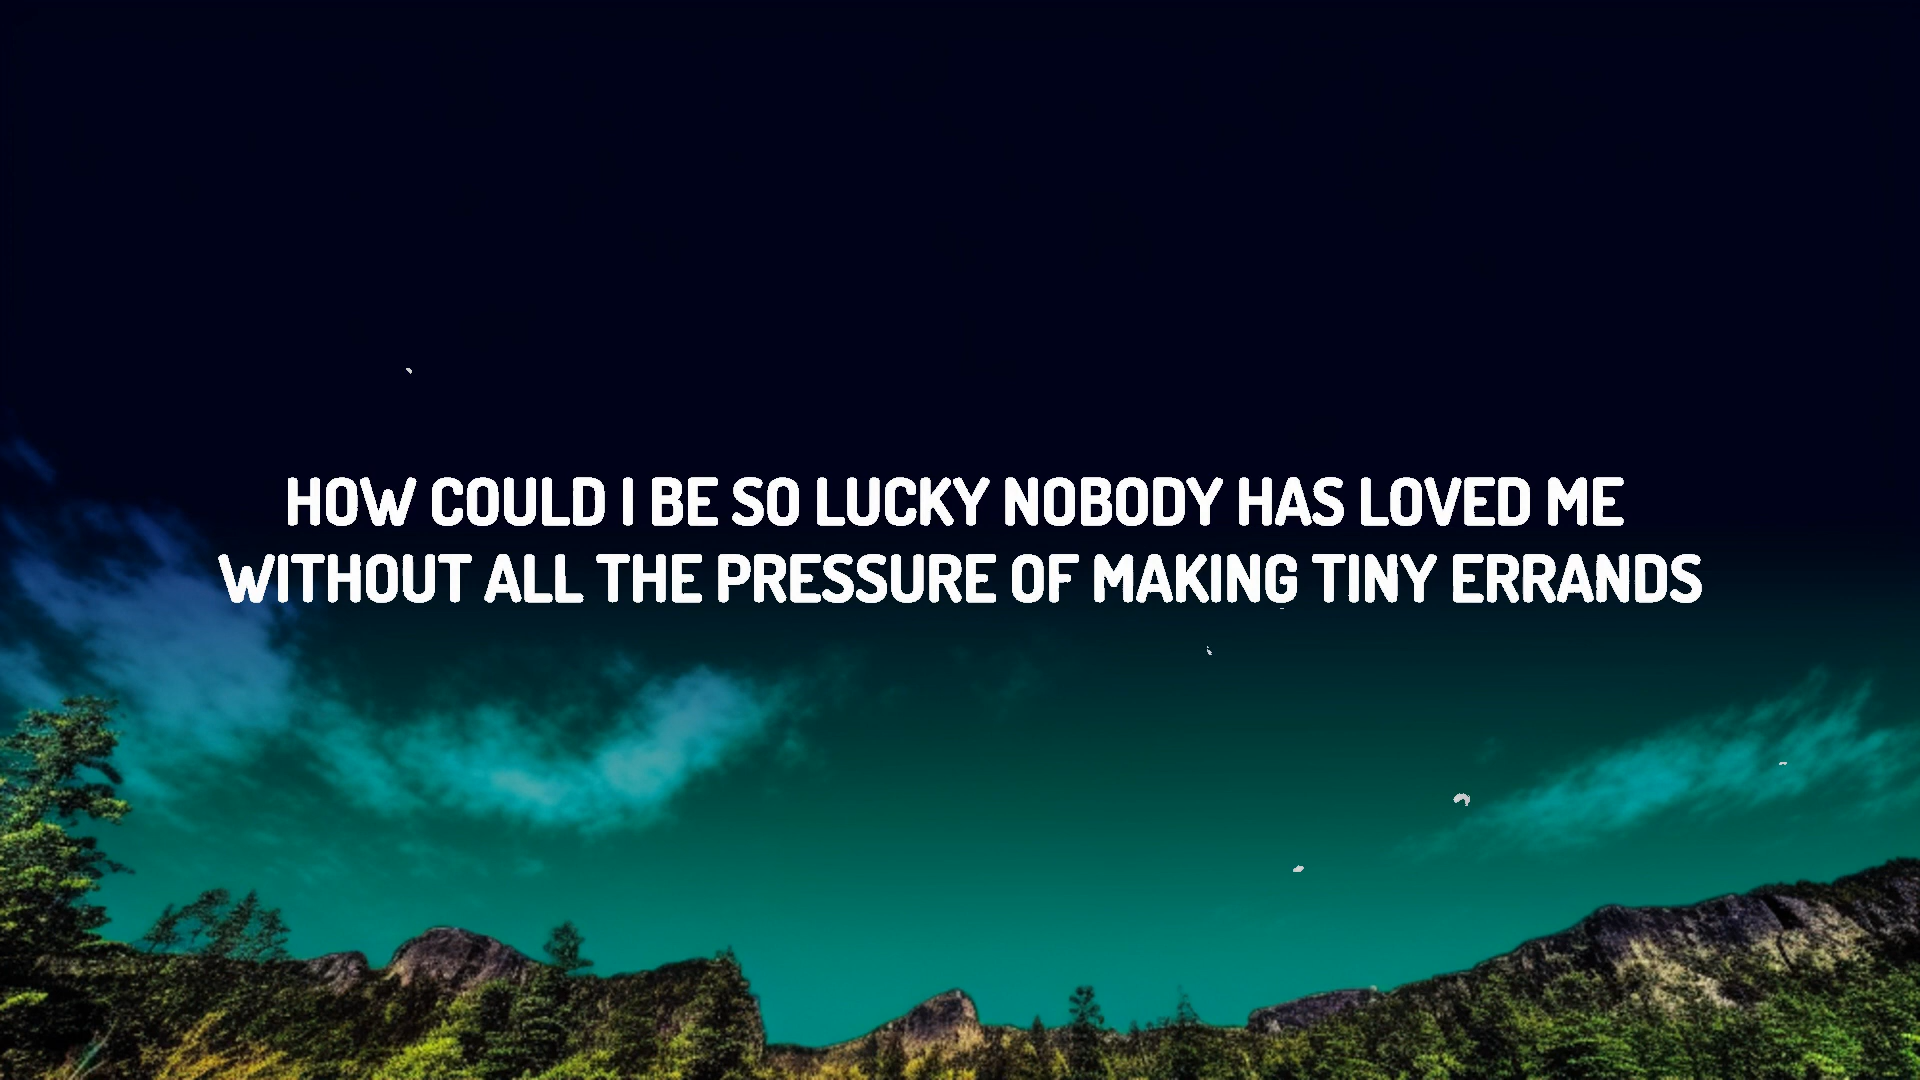 HOW COULD I BE SO LUCKY NOBODY HAS LOVED ME
WITHOUT ALL THE PRESSURE OF MAKING TINY ERRANDS